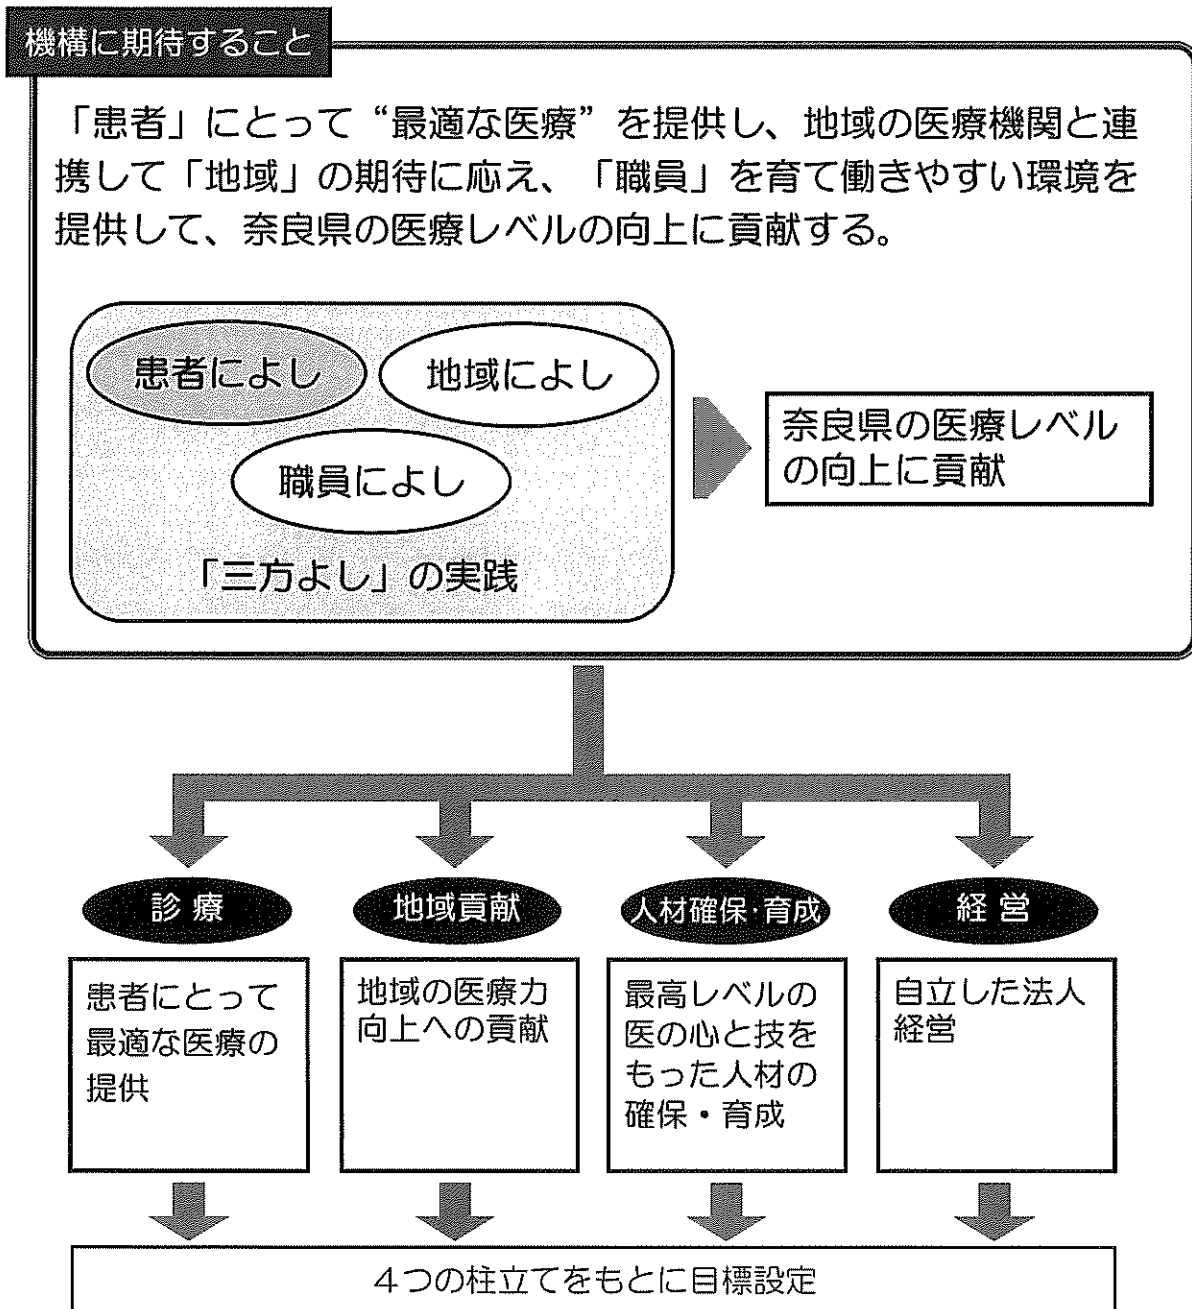 機構に期待すること
「患者」にとって“最適な医療”を提供し、地域の医療機関と連
携して「地域」の期待に応え、「職員」を育て働きやすい環境を
提供して、奈良県の医療レベルの向上に貢献する。
患者によし
地域によし
職員によし
「三方よし」の実践
奈良県の医療レベル
の向上に貢献
診療
患者にとって
最適な医療の
提供
地域貢献
地域の医療力
向上への貢献
人材確保・育成
最高レベルの
医の心と技を
もった人材の
確保・育成
経営
自立した法人
経営
4つの柱立てをもとに目標設定